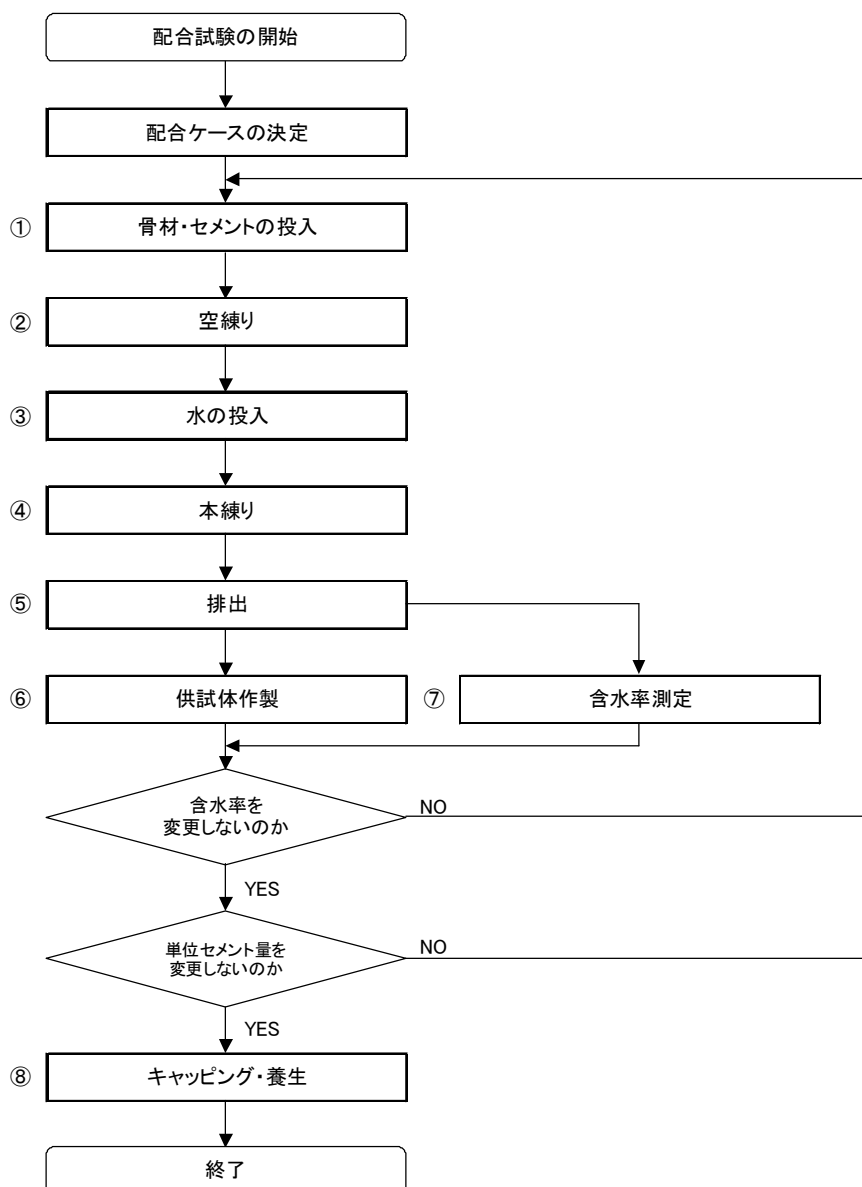 配合試験の開始
配合ケースの決定
①
骨材・セメントの投入
②
空練り
③
水の投入
④
本練り
⑤
排出
⑥
供試体作製
⑦
含水率測定
含水率を
変更しないのか
NO
YES
単位セメント量を
変更しないのか
NO
YES
⑧
キャッピング・養生
終了